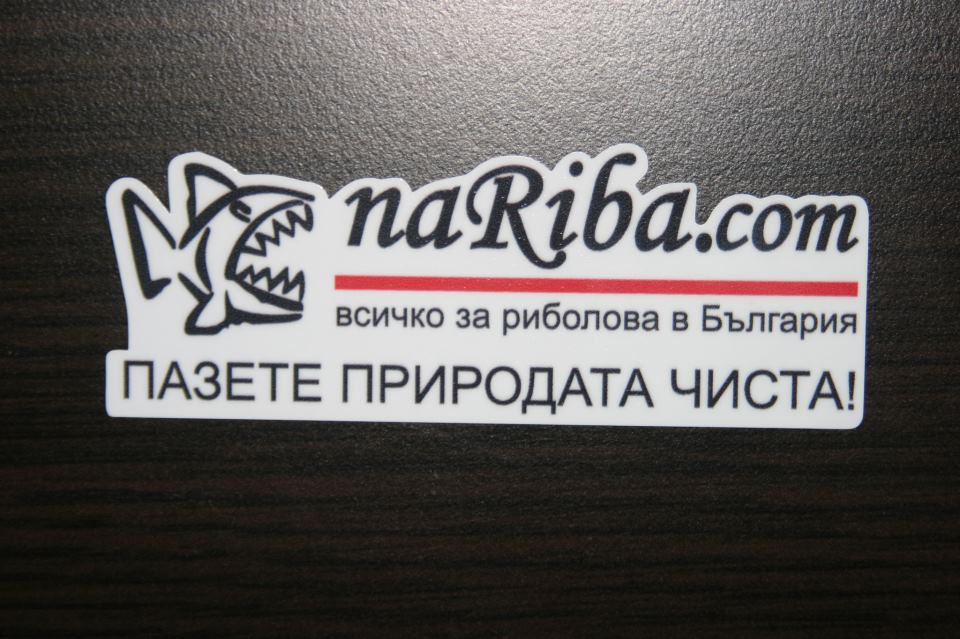 naRiba.com
всичко за риболова в България
ПАЗЕТЕ ПРИРОДАТА ЧИСТА!